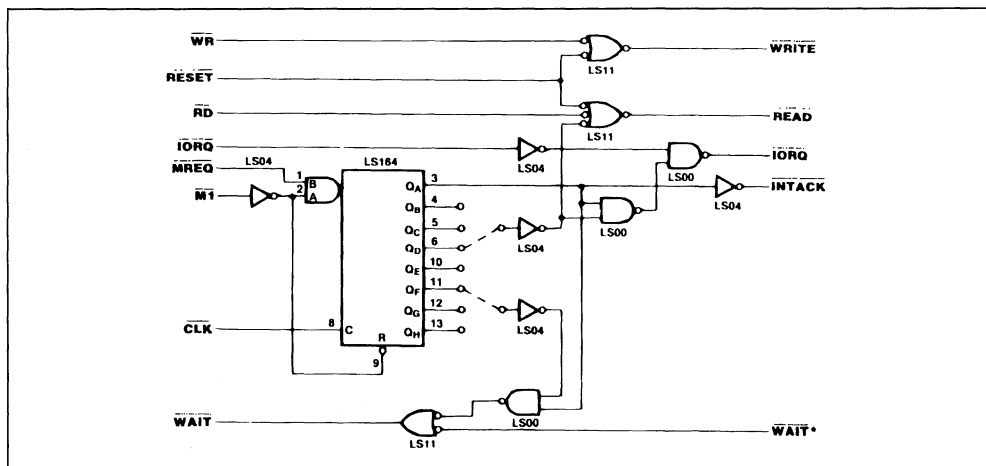 WR
WRITE
LS11
RESET
RD
READ
LS11
IORQ
LS04
IORQ
MREQ
LS04
LS164
LS00
1
B
QA
3
INTACK
M1
2
A
LS04
QB
4
LS00
QC
5
QD
6
LS04
QE
10
QF
11
QG
12
LS04
CLK
8
C
R
QH
13
9
WAIT
LS00
LS11
WAIT*